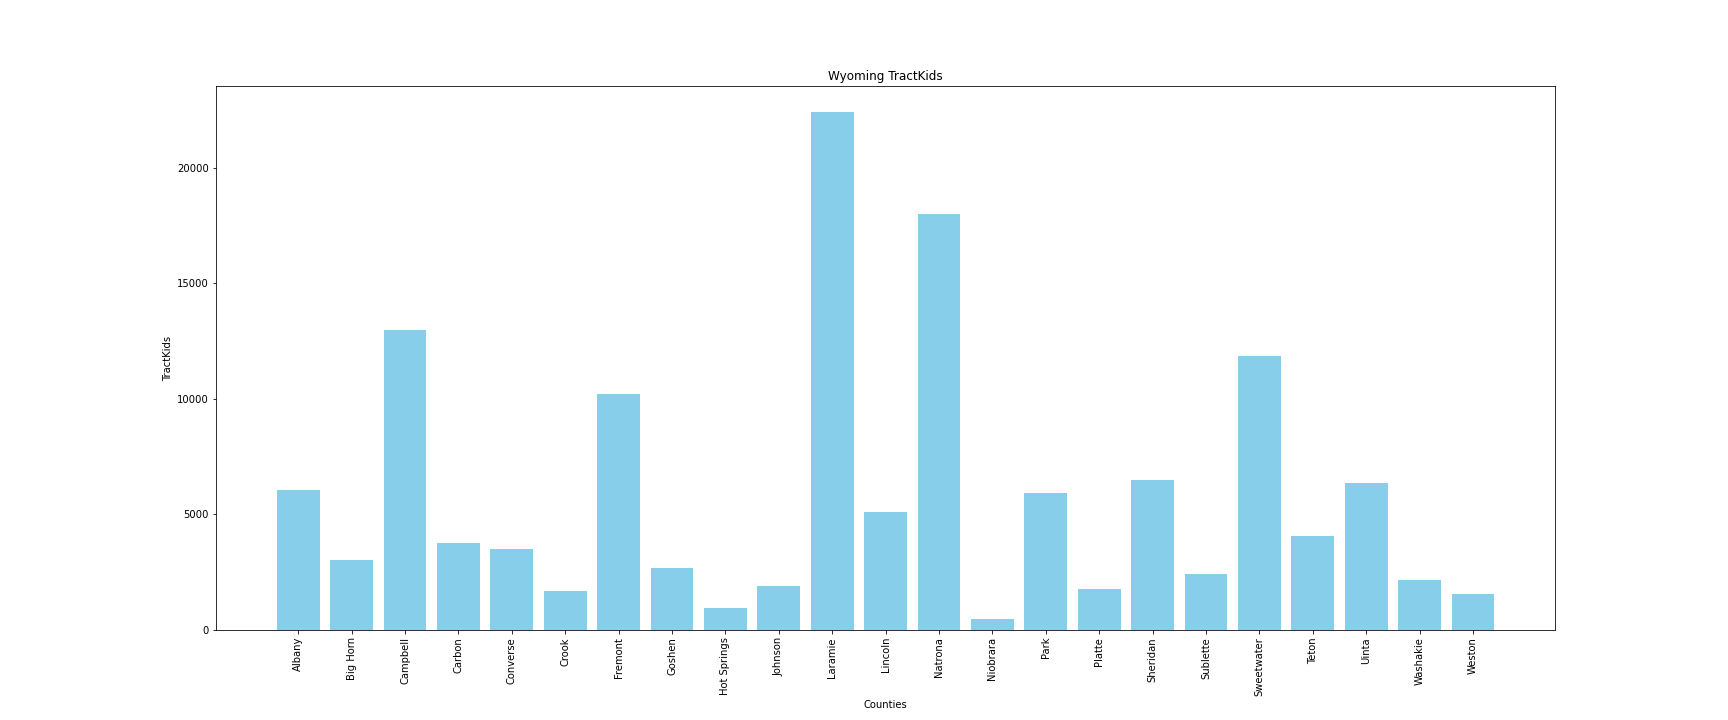 Wyoming TractKids
20000
15000
10000
5000
0
TractKids
Albany
Big Horn
Campbell
Carbon
Converse
Crook
Fremont
Goshen
Hot Springs
Johnson
Laramie
Lincoln
Natrona
Niobrara
Park
Platte
Sheridan
Sublette
Sweetwater
Teton
Uinta
Washakie
Weston
Counties